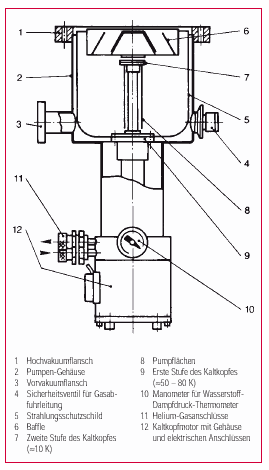 1
2
3
11
12
6
7
5
4
8
9
10
1 Hochvakuumflansch
2 Pumpen-Gehäuse
3 Vorvakuumflansch
4 Sicherheitsventil für Gasab-
fuhrleitung
5 Strahlungsschutzschild
6 Baffle
7 Zweite Stufe des Kaltkopfes
(≈10 K)
8 Pumpflächen
9 Erste Stufe des Kaltkopfes
(≈50 – 80 K)
10 Manometer für Wasserstoff-
Dampfdruck-Thermometer
11 Helium-Gasanschlüsse
12 Kaltkopfmotor mit Gehäuse
und elektrischen Anschlüssen